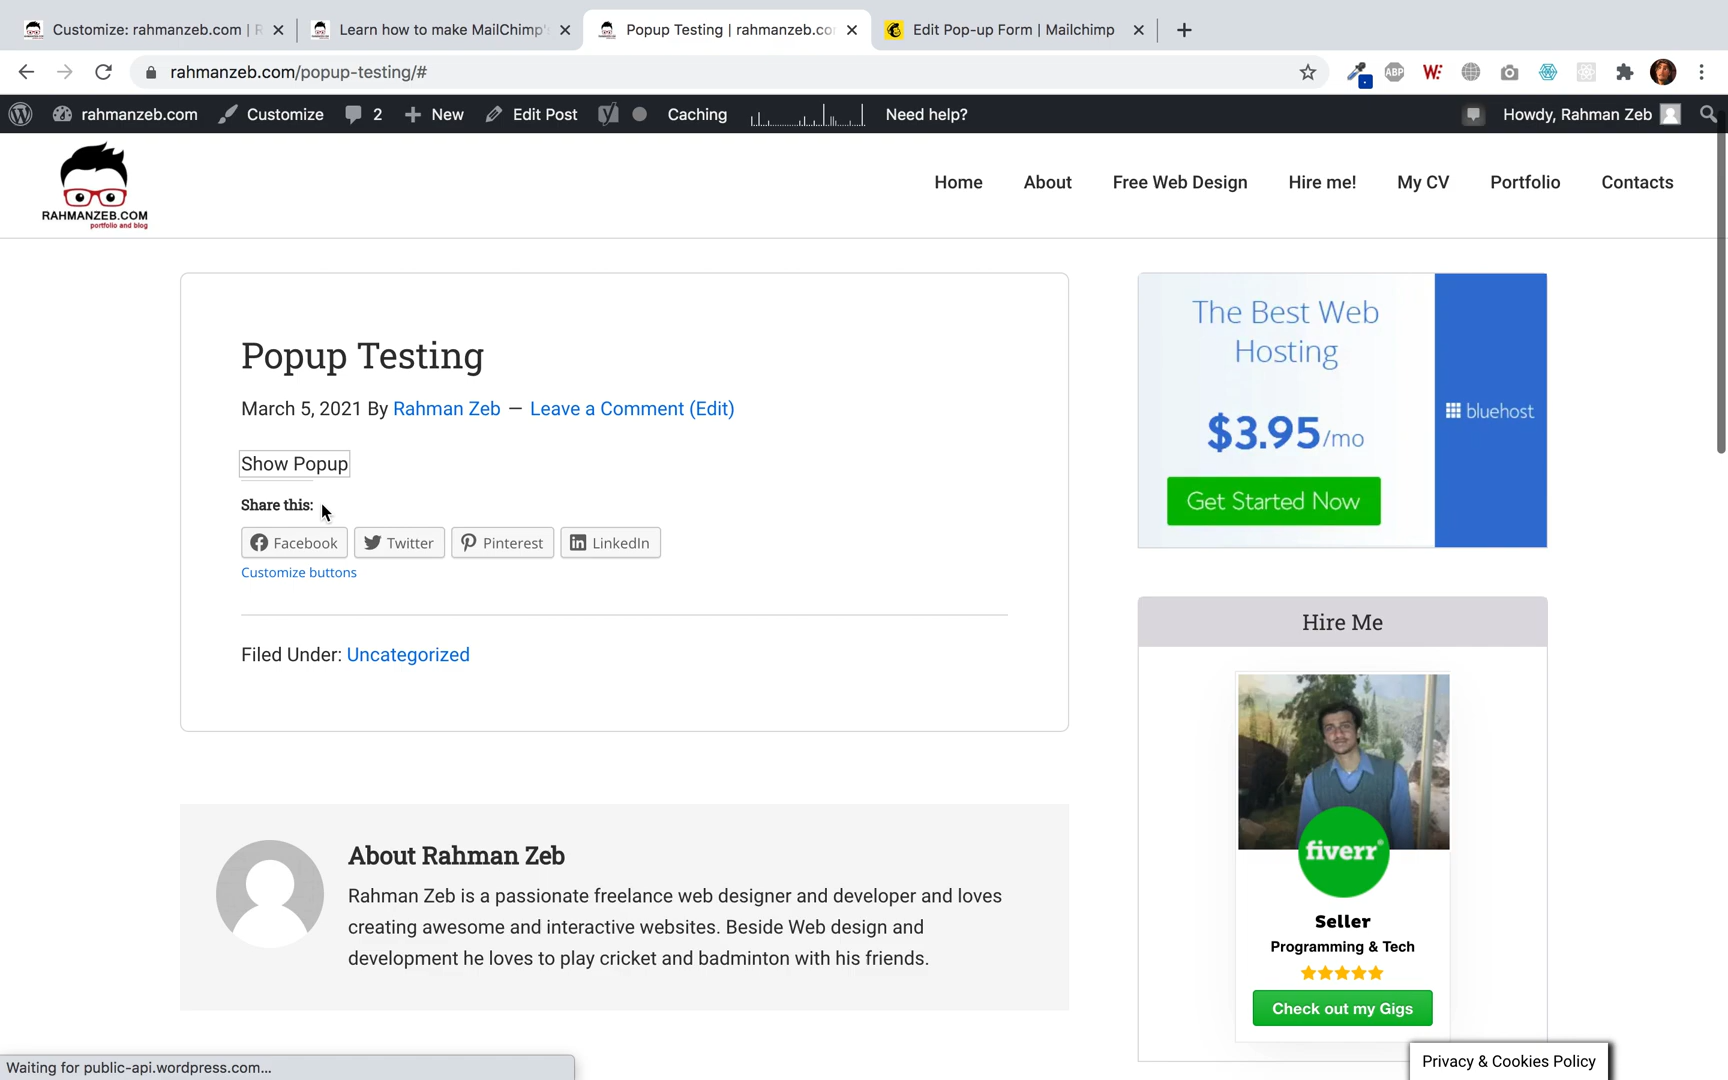 Customize: rahmanzeb.com | R
Learn how to make MailChimp's
Popup Testing | rahmanzeb.co
Edit Pop-up Form | Mailchimp
rahmanzeb.com/popup-testing/#
ABP
W
rahmanzeb.com
Customize
2
New
Edit Post
Caching
Need help?
Howdy, Rahman Zeb
RAHMANZEB.COM
portfolio and blog
Home
About
Free Web Design
Hire me!
My CV
Portfolio
Contacts
Popup Testing
March 5, 2021 By Rahman Zeb — Leave a Comment (Edit)
Show Popup
Share this:
Facebook
Twitter
Pinterest
LinkedIn
Customize buttons
Filed Under: Uncategorized
The Best Web
Hosting
$3.95/mo
Get Started Now
bluehost
Hire Me
fiverr
Seller
Programming & Tech
Check out my Gigs
About Rahman Zeb
Rahman Zeb is a passionate freelance web designer and developer and loves
creating awesome and interactive websites. Beside Web design and
development he loves to play cricket and badminton with his friends.
Waiting for public-api.wordpress.com...
Privacy & Cookies Policy